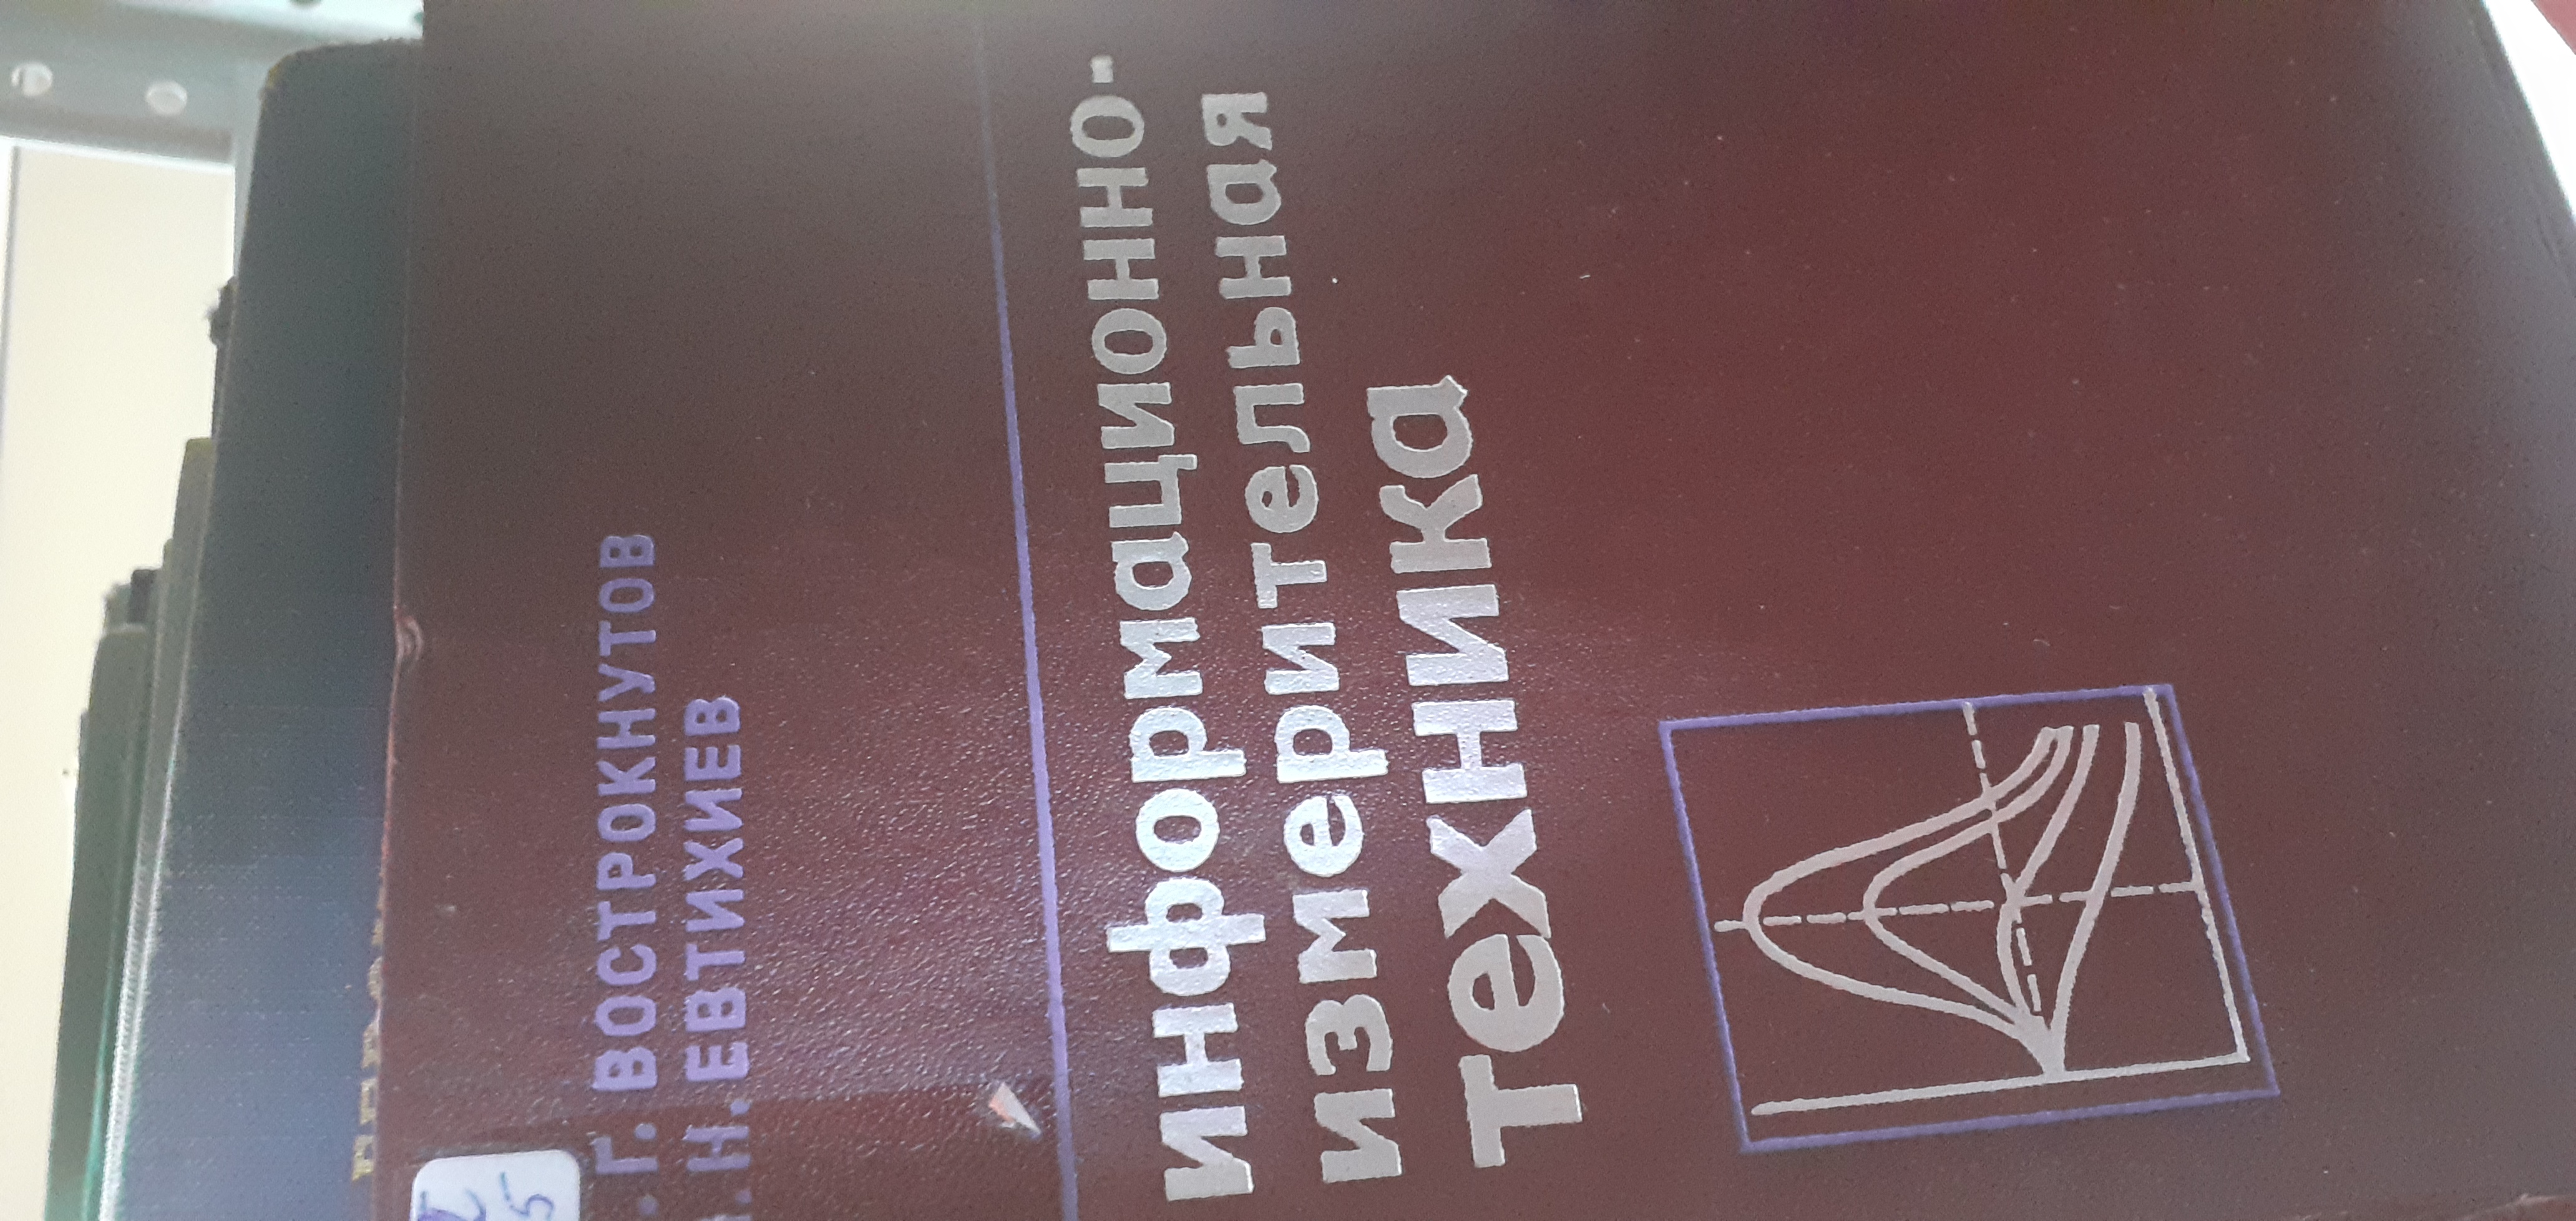 Г. ВОСТРОКНУТОВ
Н. ЕВТИХИЕВ
информационно-
измерительная
техника